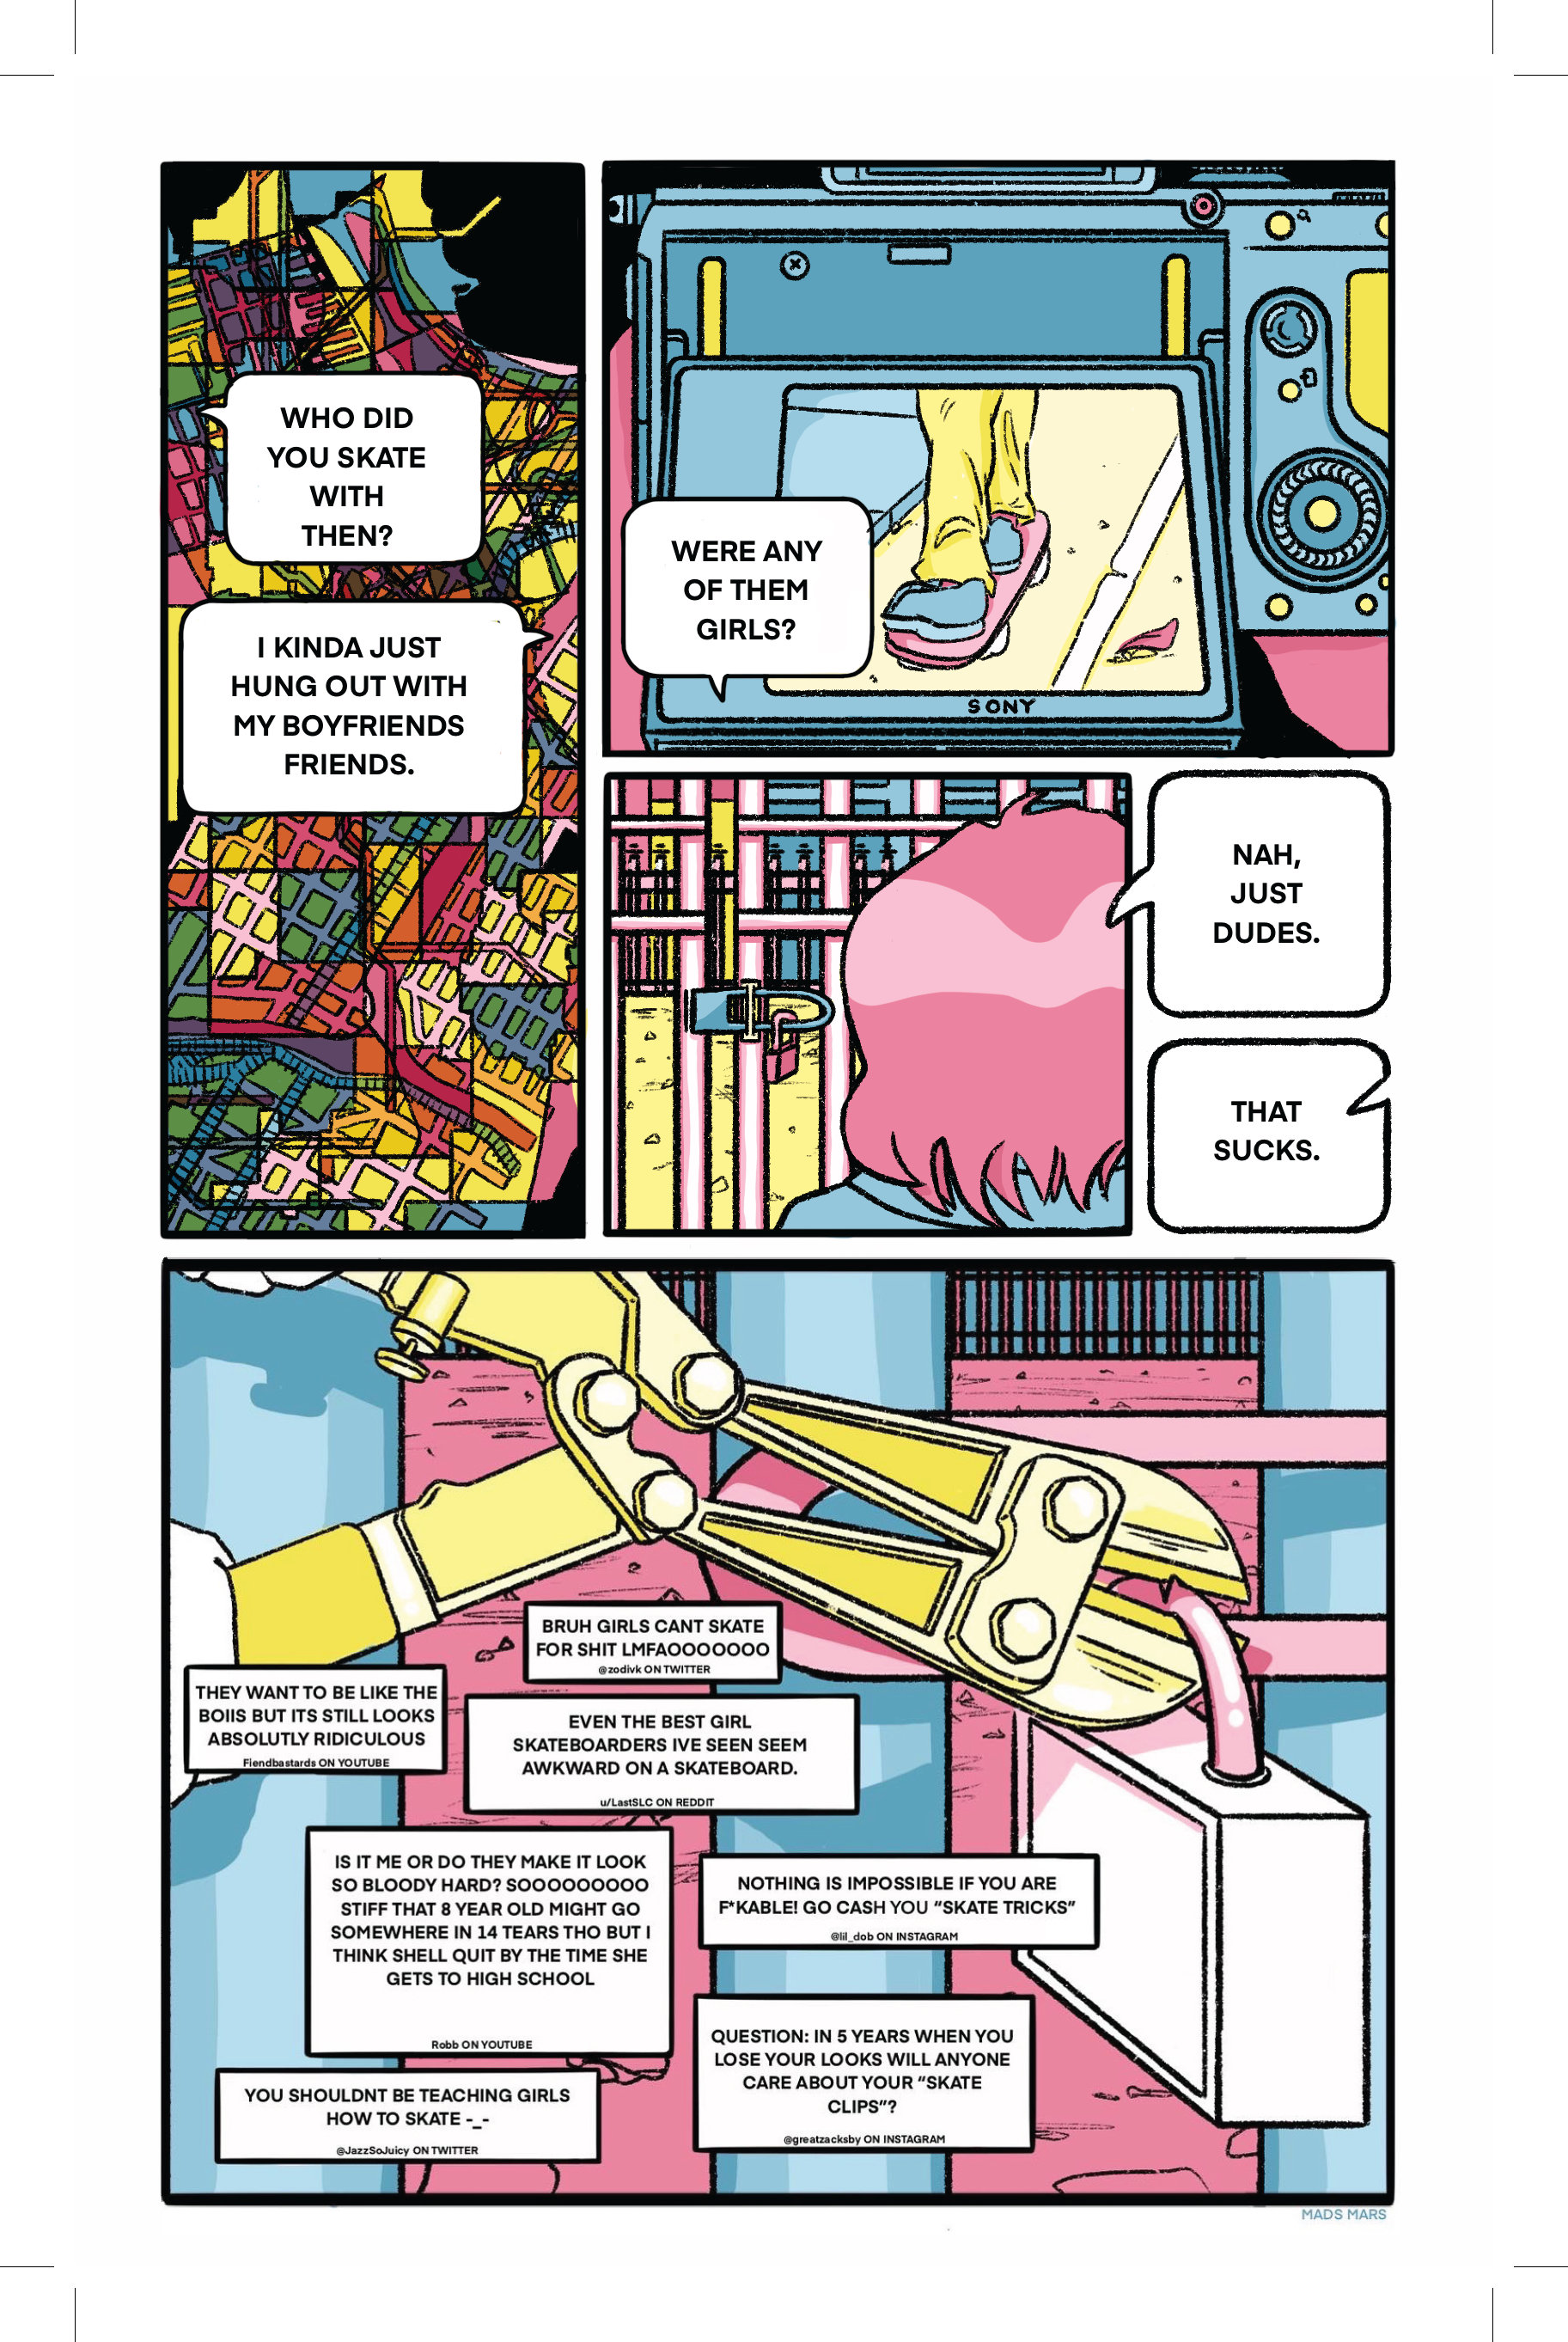 WHO DID
YOU SKATE
WITH
THEN?
I KINDA JUST
HUNG OUT WITH
MY BOYFRIENDS
FRIENDS.
WERE ANY
OF THEM
GIRLS?
SONY
NAH,
JUST
DUDES.
THAT
SUCKS.
BRUH GIRLS CANT SKATE
FOR SHIT LMFAOOOOOOO
@zodivk ON TWITTER
THEY WANT TO BE LIKE THE
BOIIS BUT ITS STILL LOOKS
ABSOLUTLY RIDICULOUS
Fiendbastards ON YOUTUBE
EVEN THE BEST GIRL
SKATEBOARDERS IVE SEEN SEEM
AWKWARD ON A SKATEBOARD.
u/LastSLC ON REDDIT
IS IT ME OR DO THEY MAKE IT LOOK
SO BLOODY HARD? SOOOOOOOOO
STIFF THAT 8 YEAR OLD MIGHT GO
SOMEWHERE IN 14 TEARS THO BUT I
THINK SHELL QUIT BY THE TIME SHE
GETS TO HIGH SCHOOL
Robb ON YOUTUBE
NOTHING IS IMPOSSIBLE IF YOU ARE
F*KABLE! GO CASH YOU “SKATE TRICKS”
@lil_dob ON INSTAGRAM
QUESTION: IN 5 YEARS WHEN YOU
LOSE YOUR LOOKS WILL ANYONE
CARE ABOUT YOUR “SKATE
CLIPS”?
@greatzacksby ON INSTAGRAM
YOU SHOULDNT BE TEACHING GIRLS
HOW TO SKATE -_-
@JazzSoJuicy ON TWITTER
MADS MARS